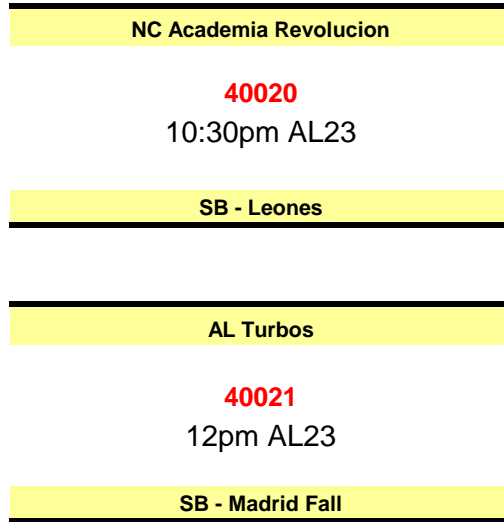 NC Academia Revolucion
40020
10:30pm AL23
SB - Leones
AL Turbos
40021
12pm AL23
SB - Madrid Fall